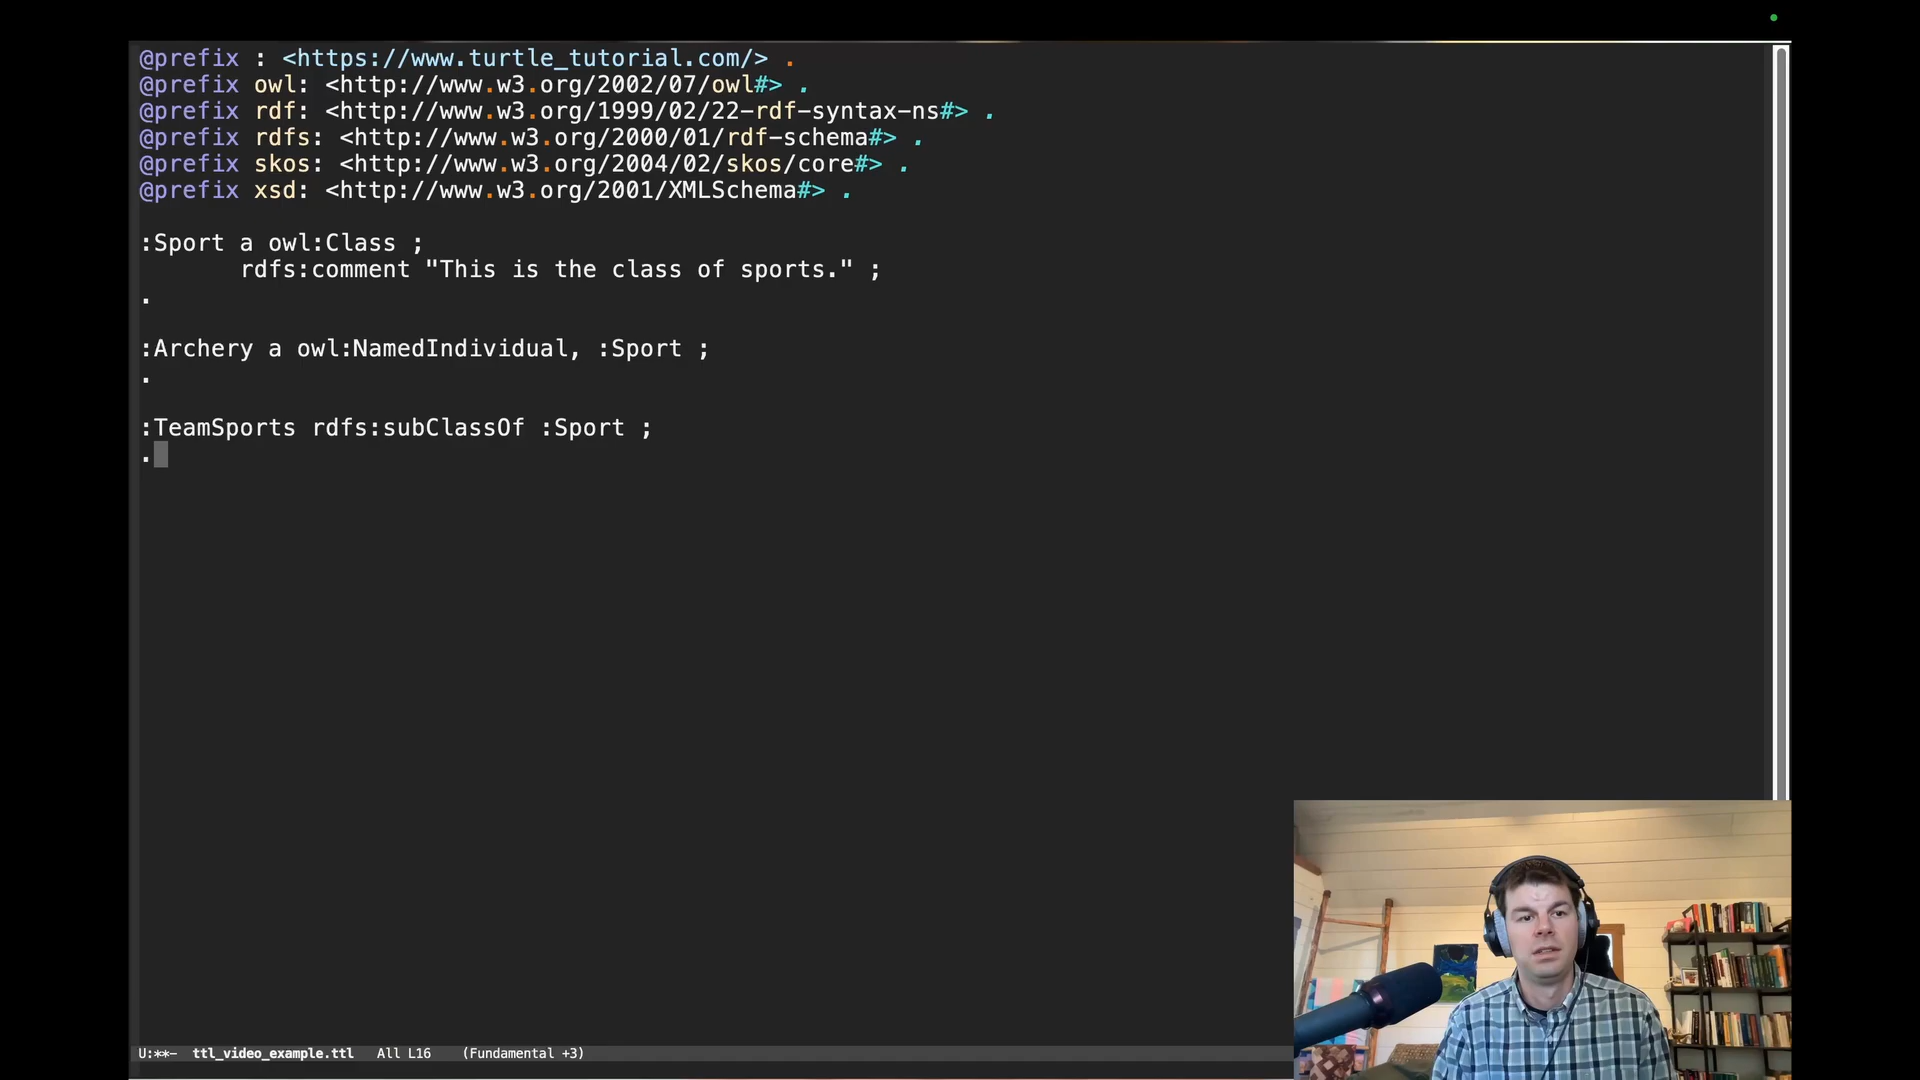 @prefix : <https://www.turtle_tutorial.com/> .
@prefix owl: <http://www.w3.org/2002/07/owl#> .
@prefix rdf: <http://www.w3.org/1999/02/22-rdf-syntax-ns#> .
@prefix rdfs: <http://www.w3.org/2000/01/rdf-schema#> .
@prefix skos: <http://www.w3.org/2004/02/skos/core#> .
@prefix xsd: <http://www.w3.org/2001/XMLSchema#> .
:Sport a owl:Class ;
rdfs:comment "This is the class of sports." ;
.
:Archery a owl:NamedIndividual, :Sport ;
.
:TeamSports rdfs:subClassOf :Sport ;
.
U:**- ttl_video_example.ttl All L16 (Fundamental +3)